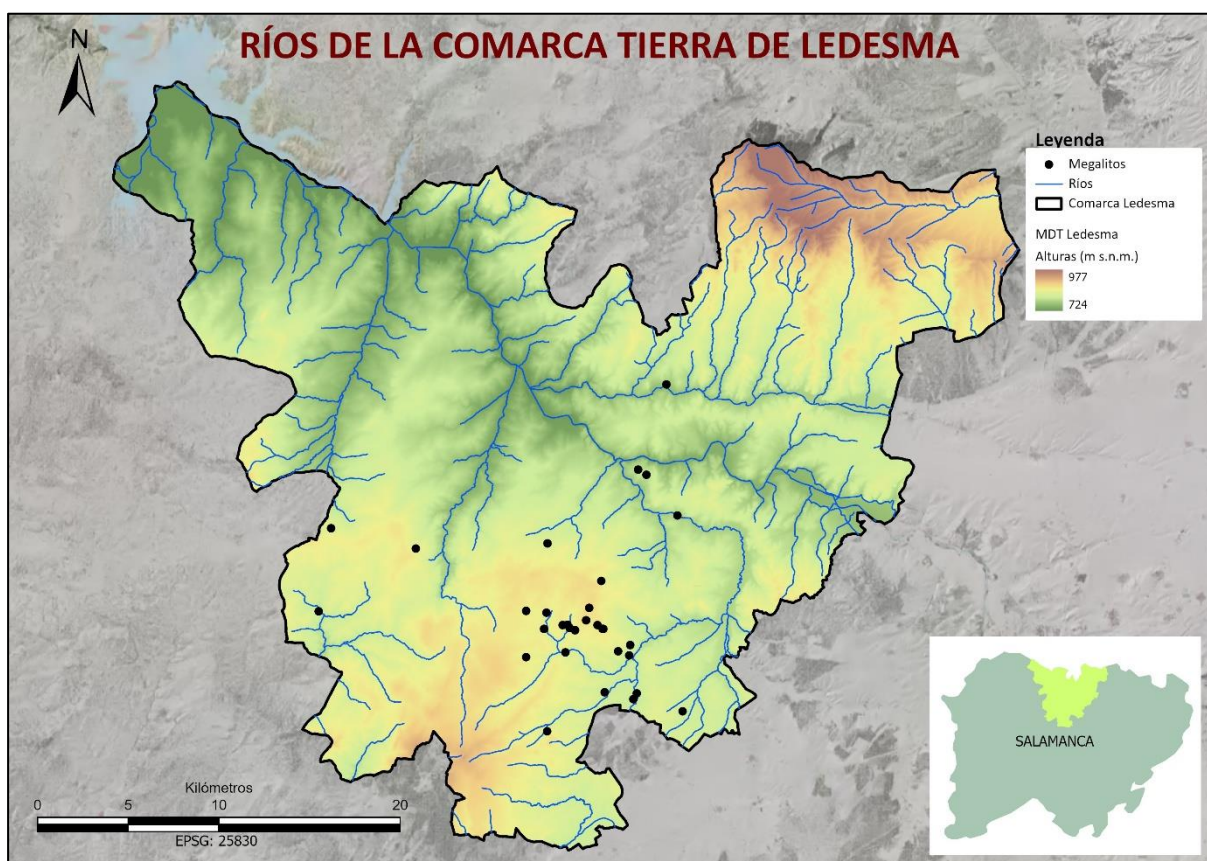 RÍOS DE LA COMARCA TIERRA DE LEDESMA
N
Leyenda
Megalitos
Ríos
Comarca Ledesma
MDT Ledesma
Alturas (m s.n.m.)
977
724
SALAMANCA
Kilómetros
0 5 10 20
EPSG: 25830